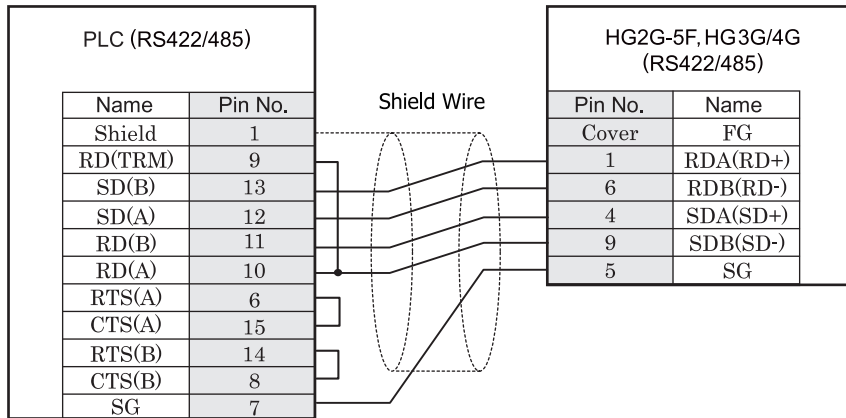 PLC (RS422/485)
Name Pin No.
Shield 1
RD(TRM) 9
SD(B) 13
SD(A) 12
RD(B) 11
RD(A) 10
RTS(A) 6
CTS(A) 15
RTS(B) 14
CTS(B) 8
SG 7
Shield Wire
HG2G-5F, HG3G/4G
(RS422/485)
Pin No. Name
Cover FG
1 RDA(RD+)
6 RDB(RD-)
4 SDA(SD+)
9 SDB(SD-)
5 SG